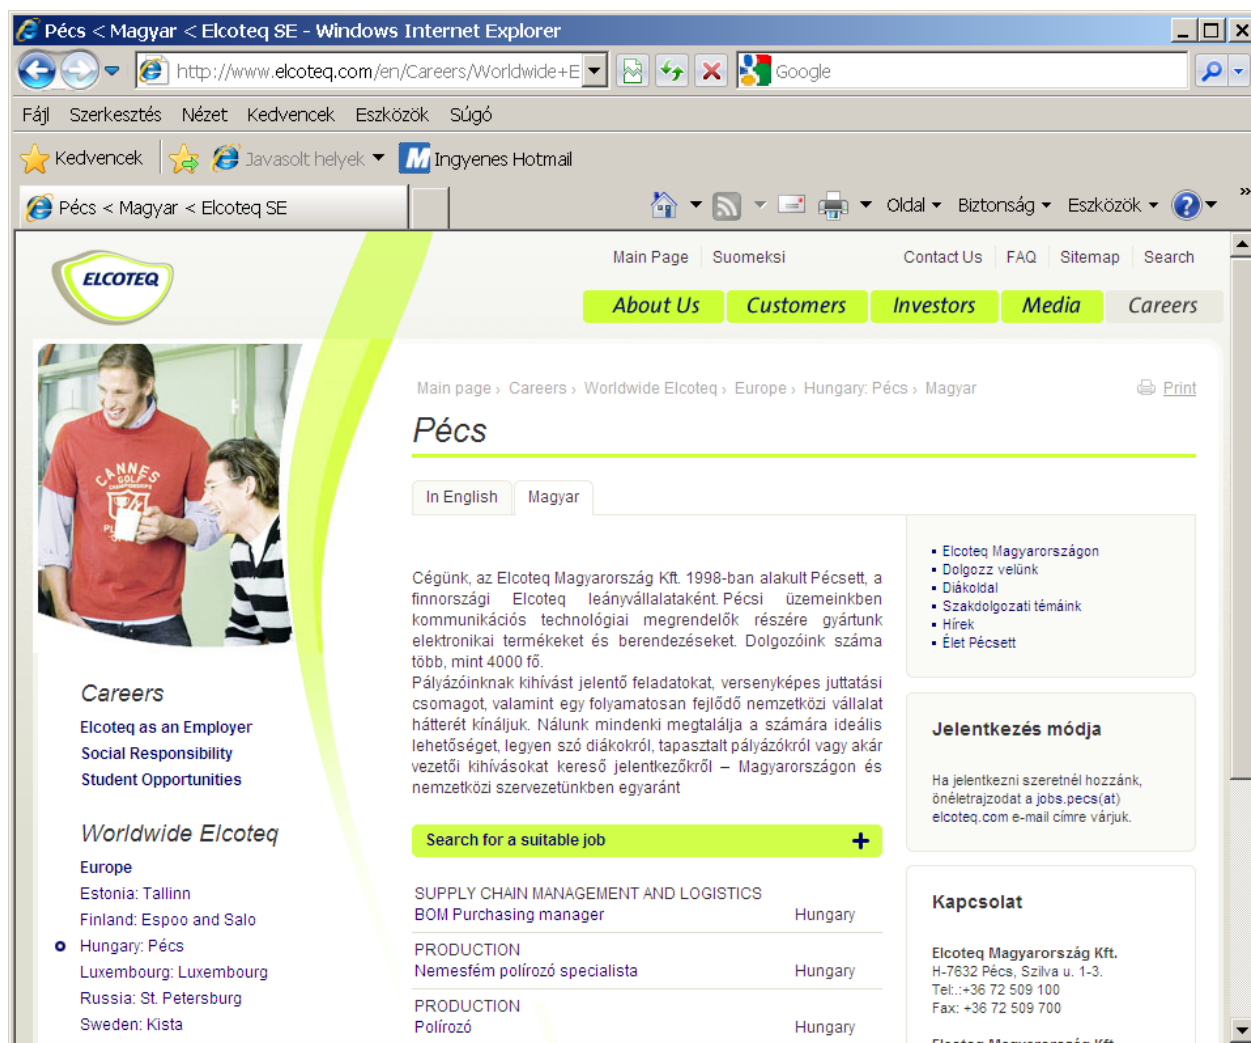 Pécs < Magyar < Elcoteq SE - Windows Internet Explorer
http://www.elcoteq.com/en/Careers/Worldwide+E
Google
Fájl Szerkesztés Nézet Kedvencek Eszközök Súgó
Kedvencek Javasolt helyek Ingyenes Hotmail
Pécs < Magyar < Elcoteq SE
Oldal Biztonság Eszközök
ELCOTEQ
Main Page Suomeksi Contact Us FAQ Sitemap Search
About Us Customers Investors Media Careers
Main page › Careers › Worldwide Elcoteq › Europe › Hungary: Pécs › Magyar
Print
Pécs
In English Magyar
CANNES
GOLF
Cégünk, az Elcoteq Magyarország Kft. 1998-ban alakult Pécsett, a
finnországi Elcoteq leányvállalataként. Pécsi üzemeinkben
kommunikációs technológiai megrendelők részére gyártunk
elektronikai termékeket és berendezéseket. Dolgozóink száma
több, mint 4000 fő.
Pályázóinknak kihívást jelentő feladatokat, versenyképes juttatási
csomagot, valamint egy folyamatosan fejlődő nemzetközi vállalat
hátterét kínáljuk. Nálunk mindenki megtalálja a számára ideális
lehetőséget, legyen szó diákokról, tapasztalt pályázókról vagy akár
vezetői kihívásokat kereső jelentkezőkről – Magyarországon és
nemzetközi szervezetünkben egyaránt
Search for a suitable job
SUPPLY CHAIN MANAGEMENT AND LOGISTICS
BOM Purchasing manager Hungary
PRODUCTION
Nemesfém polírozó specialista Hungary
PRODUCTION
Polírozó Hungary
Careers
Elcoteq as an Employer
Social Responsibility
Student Opportunities
Worldwide Elcoteq
Europe
Estonia: Tallinn
Finland: Espoo and Salo
Hungary: Pécs
Luxembourg: Luxembourg
Russia: St. Petersburg
Sweden: Kista
Elcoteq Magyarországon
Dolgozz velünk
Diákoldal
Szakdolgozati témáink
Hírek
Élet Pécsett
Jelentkezés módja
Ha jelentkezni szeretnél hozzánk,
önéletrajzodat a jobs.pecs(at)
elcoteq.com e-mail címre várjuk.
Kapcsolat
Elcoteq Magyarország Kft.
H-7632 Pécs, Szilva u. 1-3.
Tel:.:+36 72 509 100
Fax: +36 72 509 700
Elcoteq Magyarország Kft.